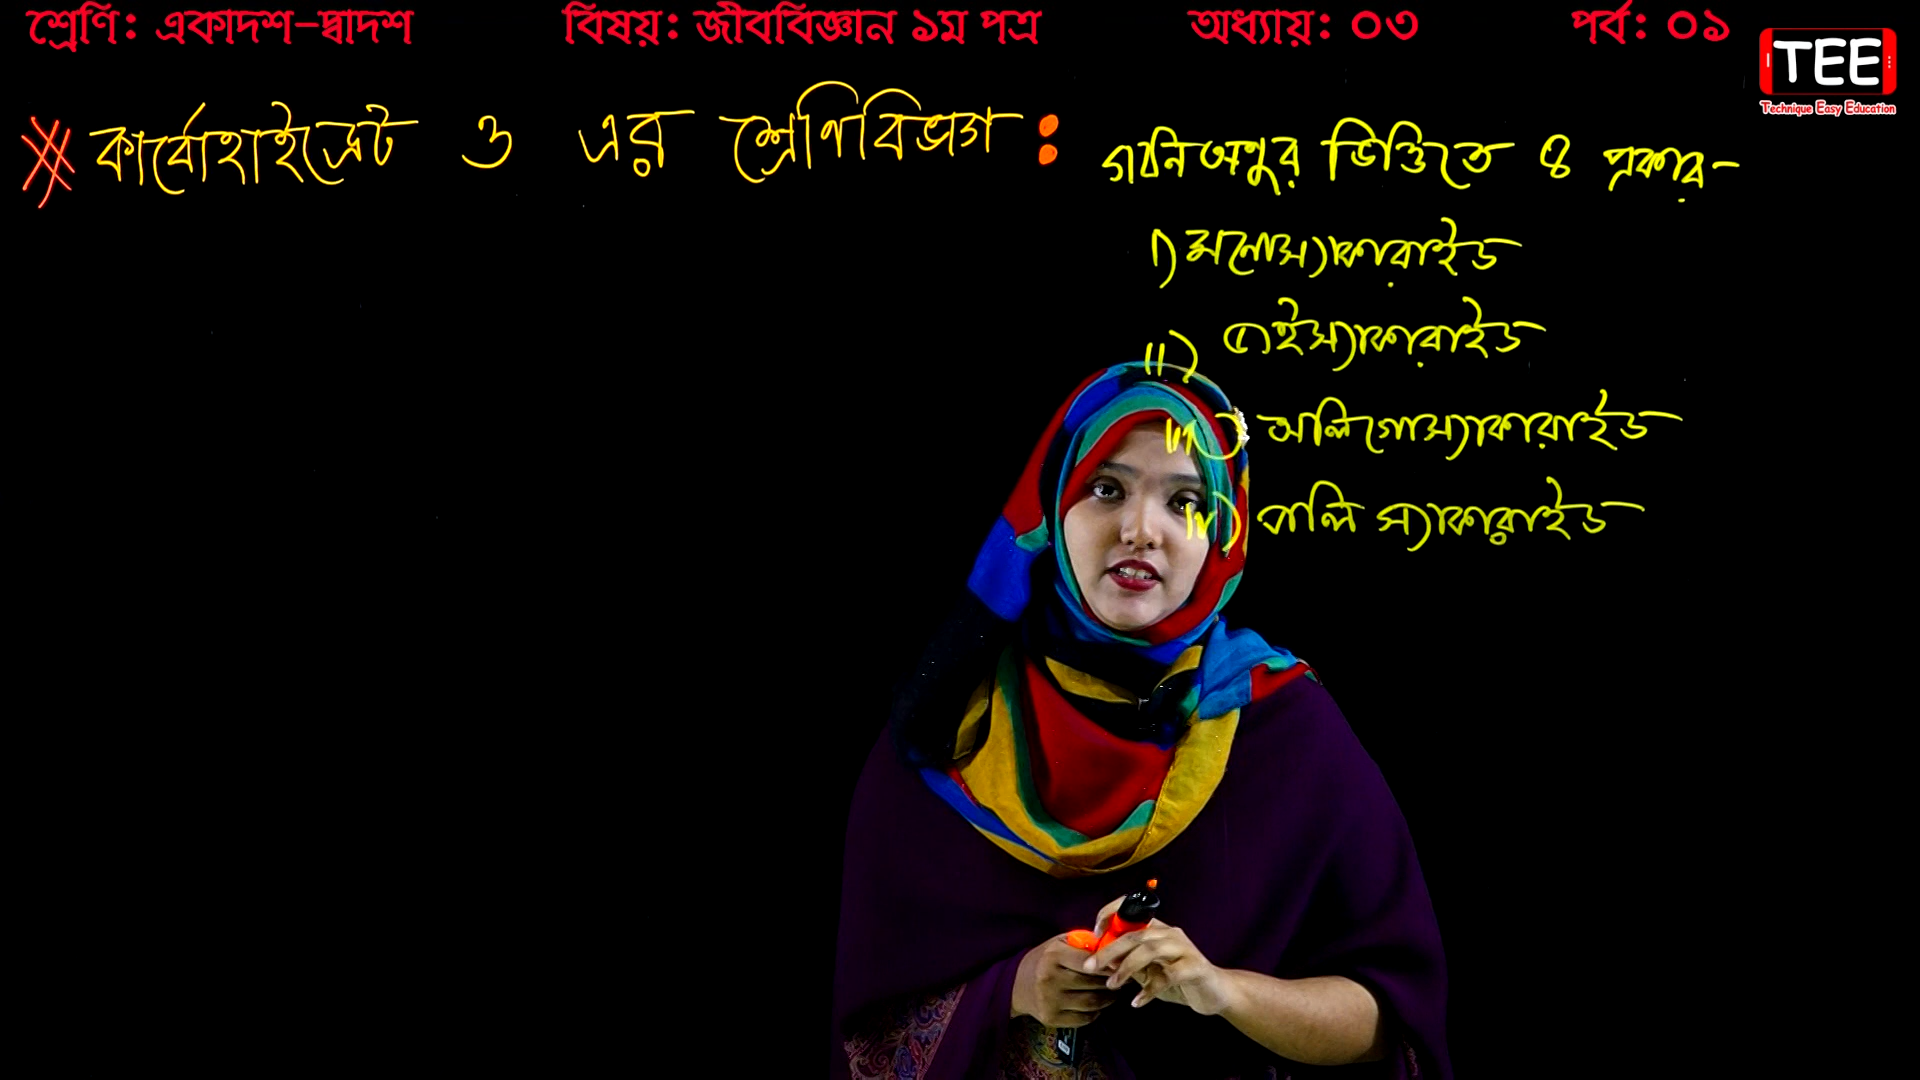 শ্রেণি: একাদশ-দ্বাদশ বিষয়: জীববিজ্ঞান ১ম পত্র অধ্যায়: ০৩ পর্ব: ০১
TEE
Technique Easy Education
কার্বোহাইড্রেট ও এর শ্রেণিবিভাগ :
গঠনঅণুর ভিত্তিতে ৪ প্রকার-
i) মনোস্যাকারাইড
ii) ডাইস্যাকারাইড
iii) অলিগোস্যাকারাইড
iv) পলি স্যাকারাইড